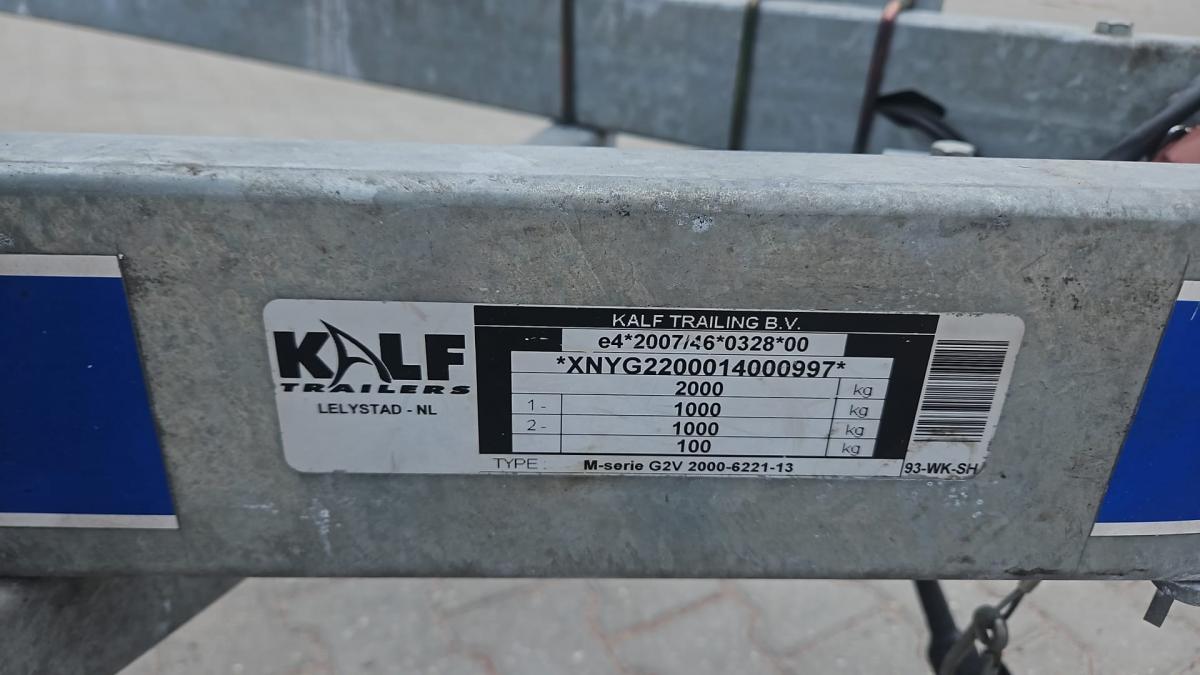 KALF
TRAILERS
LELYSTAD - NL
KALF TRAILING B.V.
e4*2007/46*0328*00
*XNYG2200014000997*
2000 kg
1 - 1000 kg
2 - 1000 kg
100 kg
TYPE : M-serie G2V 2000-6221-13
93-WK-SH